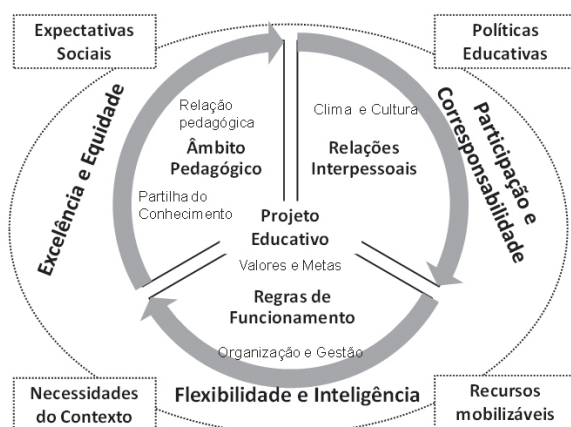 Expectativas
Sociais
Políticas
Educativas
Excelência e Equidade
Participação e
Corresponsabilidade
Relação
pedagógica
Âmbito
Pedagógico
Partilha do
Conhecimento
Clima e Cultura
Relações
Interpessoais
Projeto
Educativo
Valores e Metas
Regras de
Funcionamento
Organização e Gestão
Flexibilidade e Inteligência
Necessidades
do Contexto
Recursos
mobilizáveis